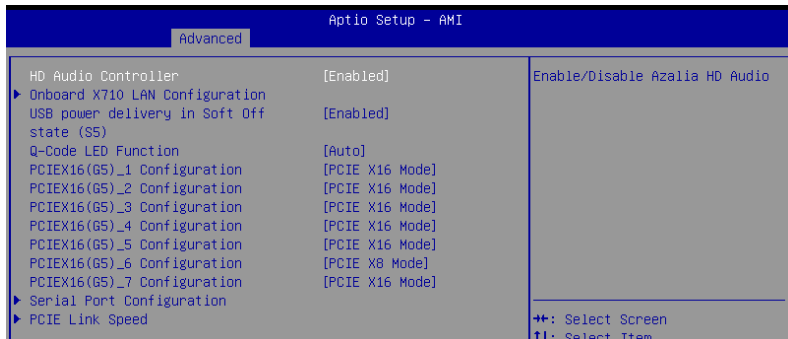 Aptio Setup - AMI
Advanced
HD Audio Controller [Enabled]
Onboard X710 LAN Configuration
USB power delivery in Soft Off [Enabled]
state (S5)
Q-Code LED Function [Auto]
PCIEX16(G5)_1 Configuration [PCIE X16 Mode]
PCIEX16(G5)_2 Configuration [PCIE X16 Mode]
PCIEX16(G5)_3 Configuration [PCIE X16 Mode]
PCIEX16(G5)_4 Configuration [PCIE X16 Mode]
PCIEX16(G5)_5 Configuration [PCIE X16 Mode]
PCIEX16(G5)_6 Configuration [PCIE X8 Mode]
PCIEX16(G5)_7 Configuration [PCIE X16 Mode]
Serial Port Configuration
PCIE Link Speed
Enable/Disable Azalia HD Audio
→←: Select Screen
↑↓: Select Item